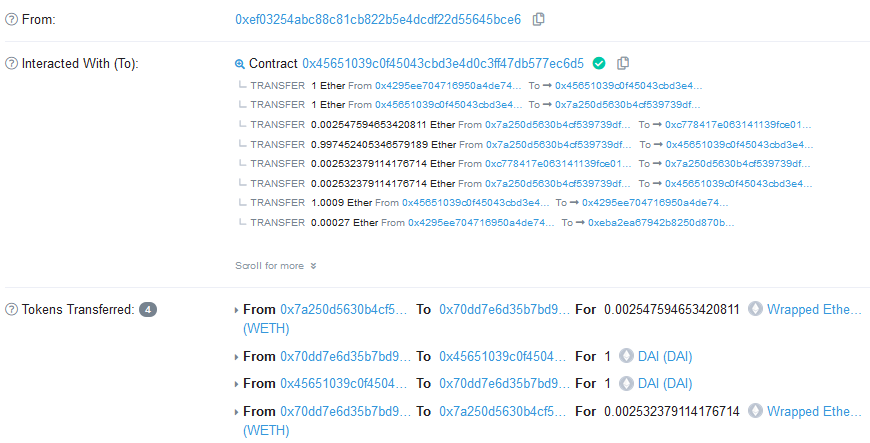 From: 0xef03254abc88c81cb822b5e4dcdf22d55645bce6
Interacted With (To): Contract 0x45651039c0f45043cbd3e4d0c3ff47db577ec6d5
TRANSFER 1 Ether From 0x4295ee704716950a4de74... To → 0x45651039c0f45043cbd3e4...
TRANSFER 1 Ether From 0x45651039c0f45043cbd3e4... To → 0x7a250d5630b4cf539739df...
TRANSFER 0.002547594653420811 Ether From 0x7a250d5630b4cf539739df... To → 0xc778417e063141139fce01...
TRANSFER 0.997452405346579189 Ether From 0x7a250d5630b4cf539739df... To → 0x45651039c0f45043cbd3e4...
TRANSFER 0.002532379114176714 Ether From 0xc778417e063141139fce01... To → 0x7a250d5630b4cf539739df...
TRANSFER 0.002532379114176714 Ether From 0x7a250d5630b4cf539739df... To → 0x45651039c0f45043cbd3e4...
TRANSFER 1.0009 Ether From 0x45651039c0f45043cbd3e4... To → 0x4295ee704716950a4de74...
TRANSFER 0.00027 Ether From 0x4295ee704716950a4de74... To → 0xeba2ea67942b8250d870b...
Scroll for more
Tokens Transferred: 4
From 0x7a250d5630b4cf5... To 0x70dd7e6d35b7bd9... For 0.002547594653420811 Wrapped Ethe...
(WETH)
From 0x70dd7e6d35b7bd9... To 0x45651039c0f4504... For 1 DAI (DAI)
From 0x45651039c0f4504... To 0x70dd7e6d35b7bd9... For 1 DAI (DAI)
From 0x70dd7e6d35b7bd9... To 0x7a250d5630b4cf5... For 0.002532379114176714 Wrapped Ethe...
(WETH)